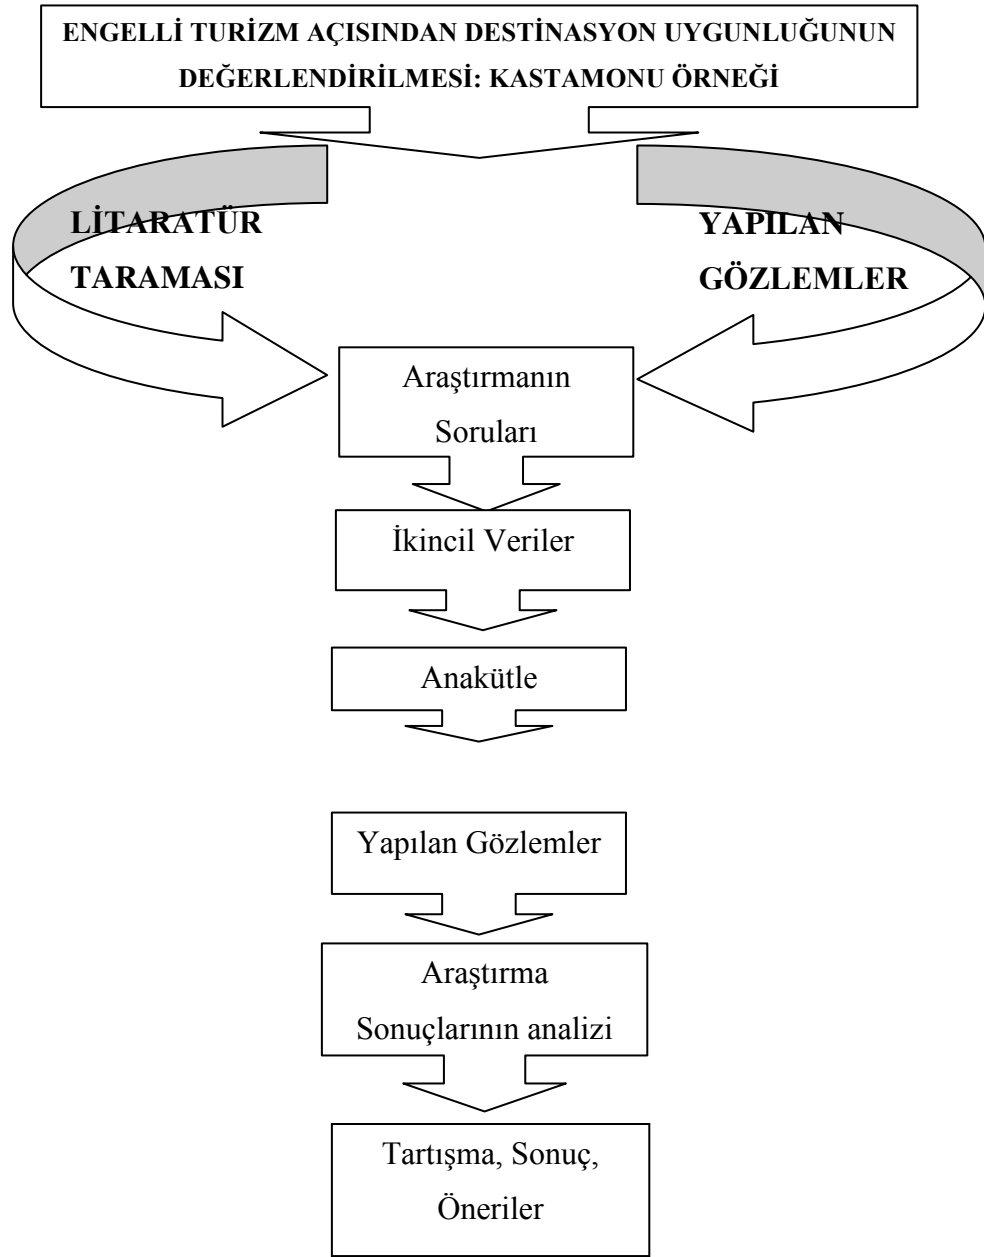 ENGELLİ TURİZM AÇISINDAN DESTİNASYON UYGUNLUĞUNUN
DEĞERLENDİRİLMESİ: KASTAMONU ÖRNEĞİ
LİTARATÜR
TARAMASI
YAPILAN
GÖZLEMLER
Araştırmanın
Soruları
İkincil Veriler
Anakütle
Yapılan Gözlemler
Araştırma
Sonuçlarının analizi
Tartışma, Sonuç,
Öneriler